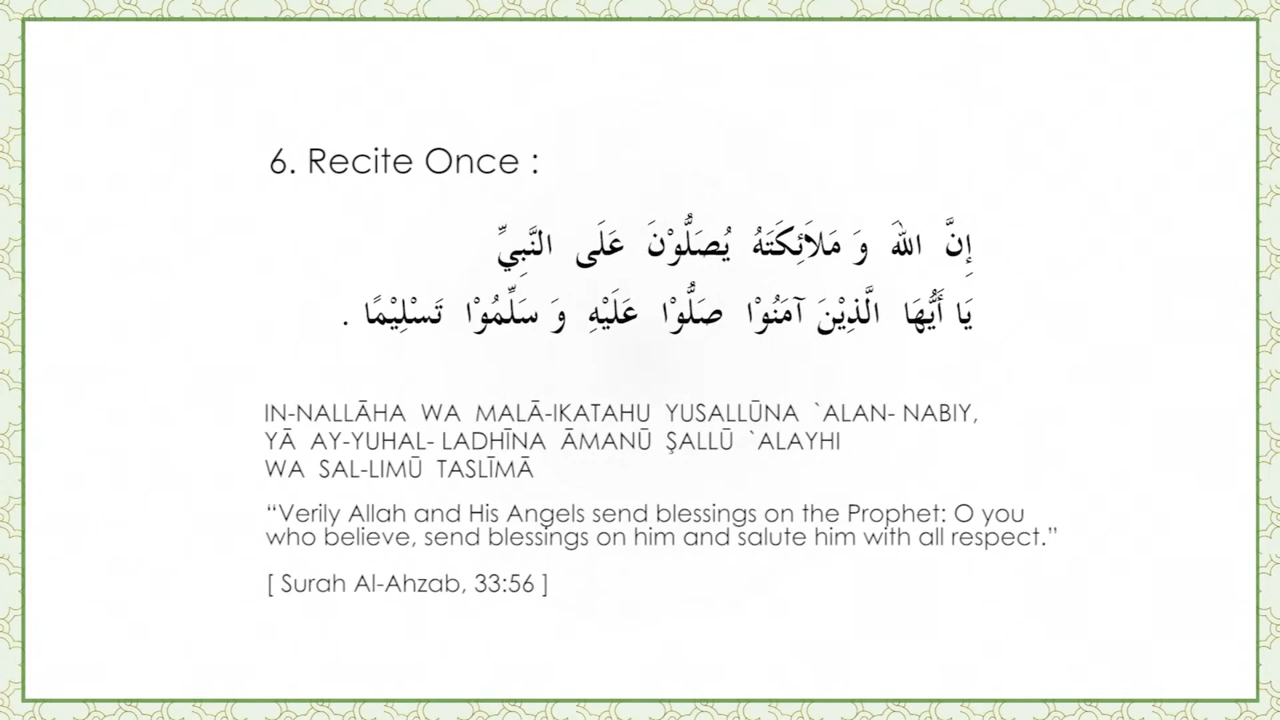 6. Recite Once :
إِنَّ اللهَ وَ مَلاَئِكَتَهُ يُصَلُّوْنَ عَلَى النَّبِيِّ
يَا أَيُّهَا الَّذِيْنَ آمَنُوْا صَلُّوْا عَلَيْهِ وَ سَلِّمُوْا تَسْلِيْمًا .
IN-NALLĀHA WA MALĀ-IKATAHU YUSALLŪNA `ALAN- NABIY,
YĀ AY-YUHAL- LADHĪNA ĀMANŪ ŞALLŪ `ALAYHI
WA SAL-LIMŪ TASLĪMĀ
“Verily Allah and His Angels send blessings on the Prophet: O you
who believe, send blessings on him and salute him with all respect.”
[ Surah Al-Ahzab, 33:56 ]